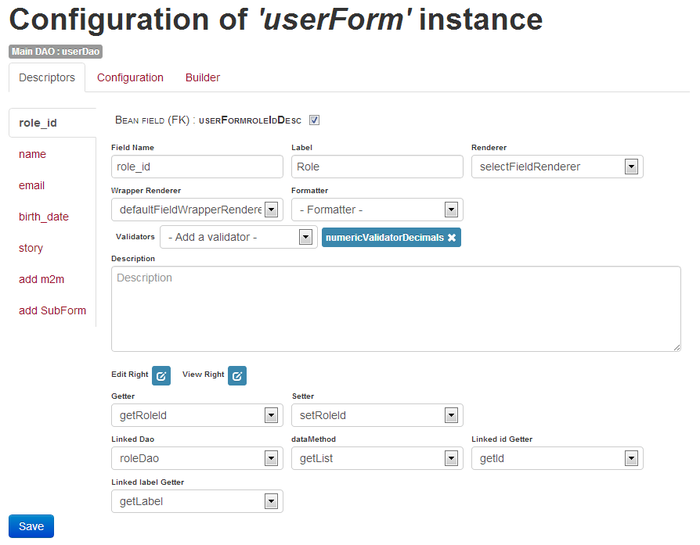 Configuration of 'userForm' instance
Main DAO : userDao
Descriptors Configuration Builder
role_id
name
email
birth_date
story
add m2m
add SubForm
Bean field (FK) : userFormroleIdDesc
Field Name Label Renderer
role_id Role selectFieldRenderer
Wrapper Renderer Formatter
defaultFieldWrapperRendere - Formatter -
Validators - Add a validator - numericValidatorDecimals ✖
Description
Description
Edit Right View Right
Getter Setter
getRoleId setRoleId
Linked Dao dataMethod Linked id Getter
roleDao getList getId
Linked label Getter
getLabel
Save